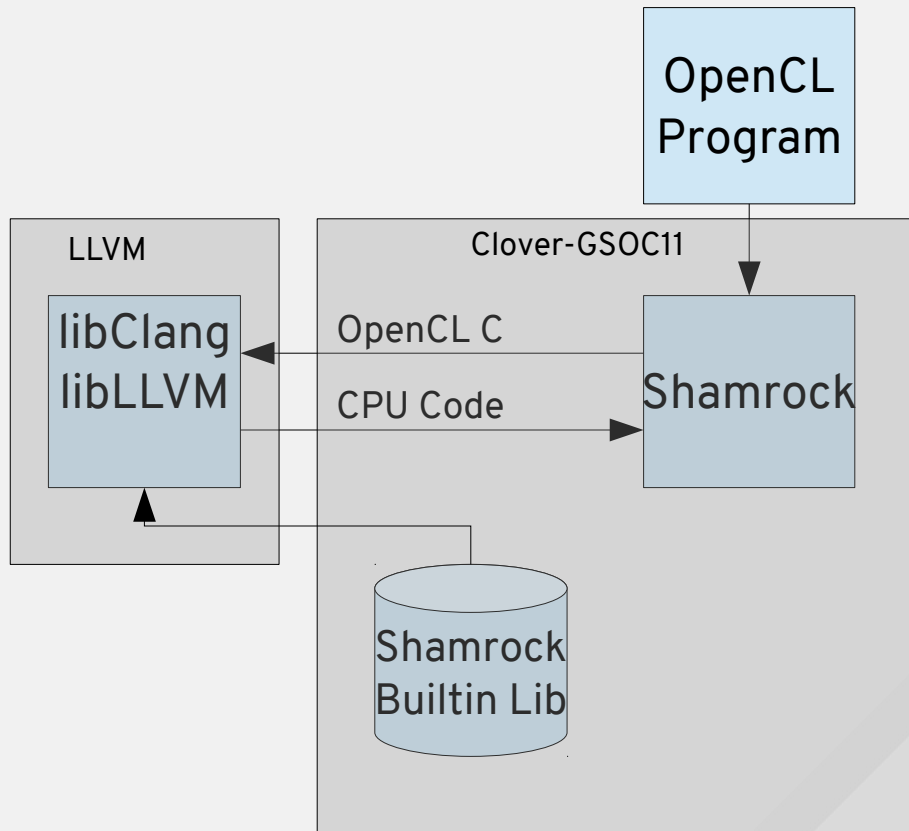 OpenCL
Program
LLVM
Clover-GSOC11
libClang
libLLVM
OpenCL C
CPU Code
Shamrock
Shamrock
Builtin Lib